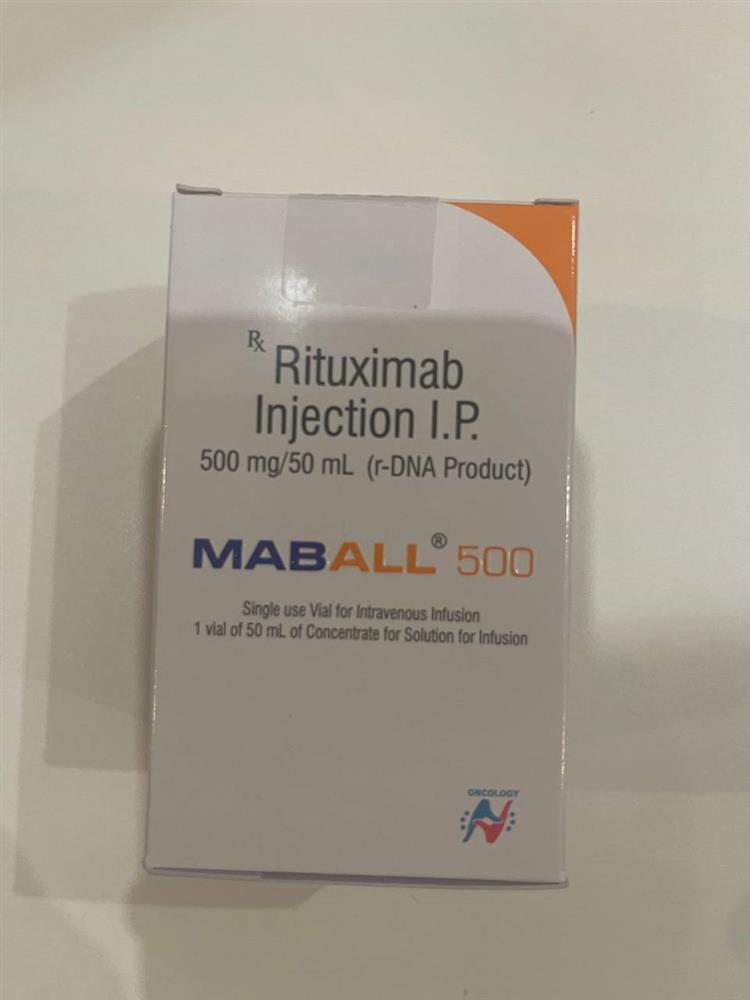 Rx Rituximab
Injection I.P.
500 mg/50 mL (r-DNA Product)
MABALL® 500
Single use Vial for Intravenous Infusion
1 vial of 50 mL of Concentrate for Solution for Infusion
ONCOLOGY